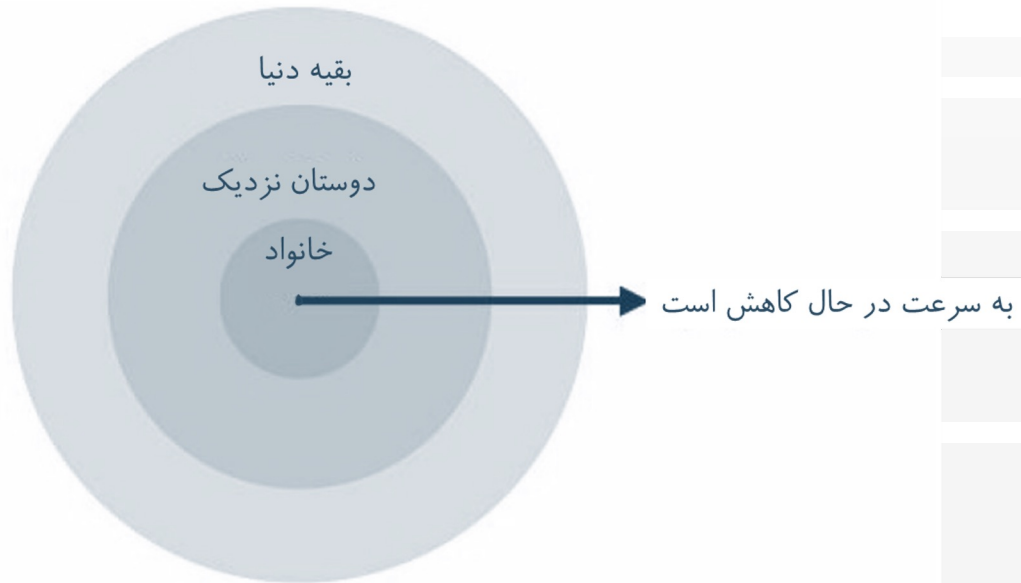 بقیه دنیا
دوستان نزدیک
خانواد
به سرعت در حال کاهش است